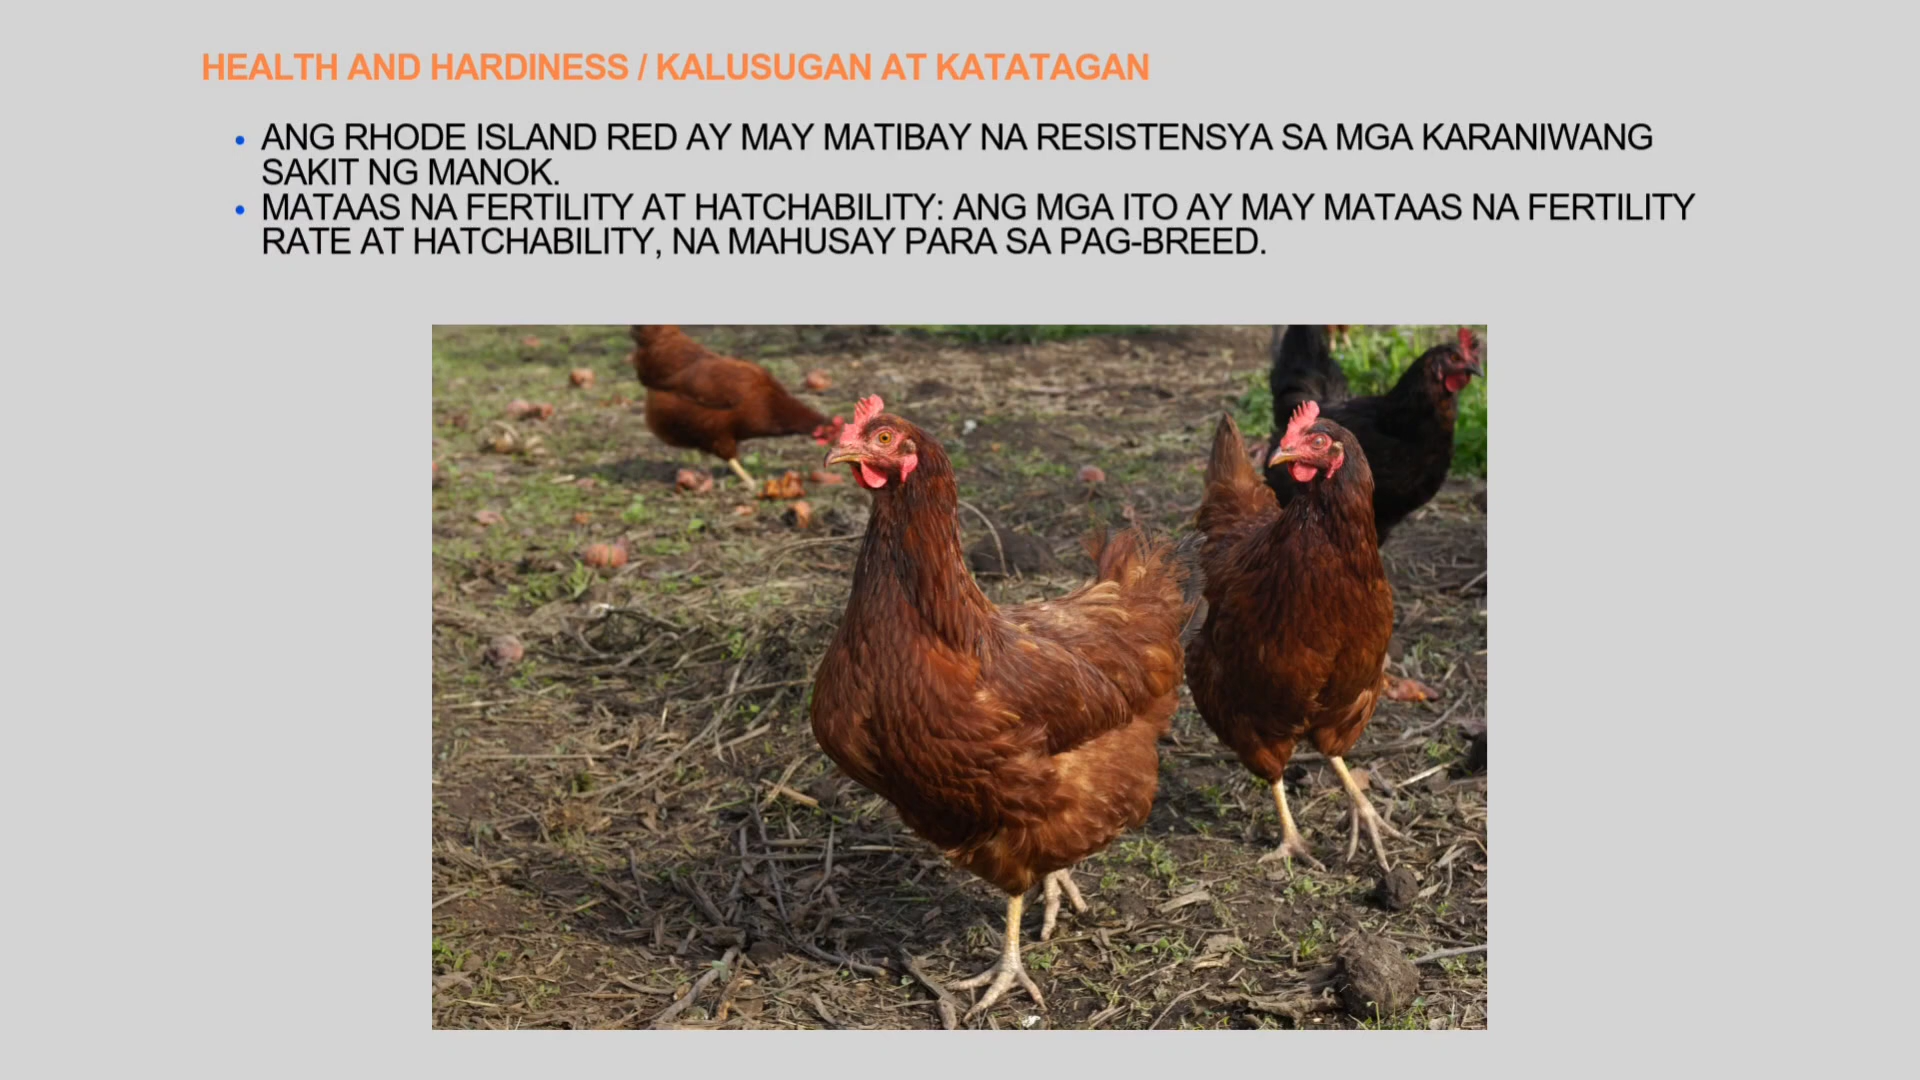 HEALTH AND HARDINESS / KALUSUGAN AT KATATAGAN
• ANG RHODE ISLAND RED AY MAY MATIBAY NA RESISTENSYA SA MGA KARANIWANG
SAKIT NG MANOK.
• MATAAS NA FERTILITY AT HATCHABILITY: ANG MGA ITO AY MAY MATAAS NA FERTILITY
RATE AT HATCHABILITY, NA MAHUSAY PARA SA PAG-BREED.